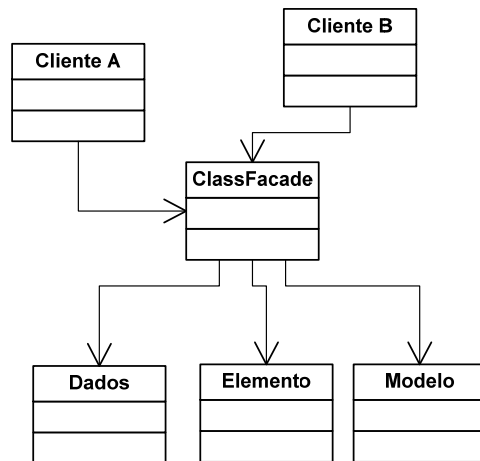 Cliente B
Cliente A
ClassFacade
Dados
Elemento
Modelo